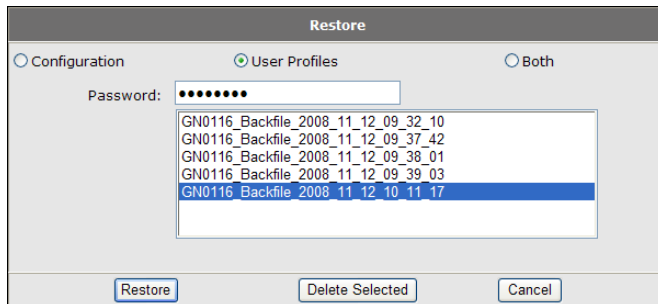 Restore
Configuration User Profiles Both
Password: ••••••••
GN0116_Backfile_2008_11_12_09_32_10
GN0116_Backfile_2008_11_12_09_37_42
GN0116_Backfile_2008_11_12_09_38_01
GN0116_Backfile_2008_11_12_09_39_03
GN0116_Backfile_2008_11_12_10_11_17
Restore Delete Selected Cancel